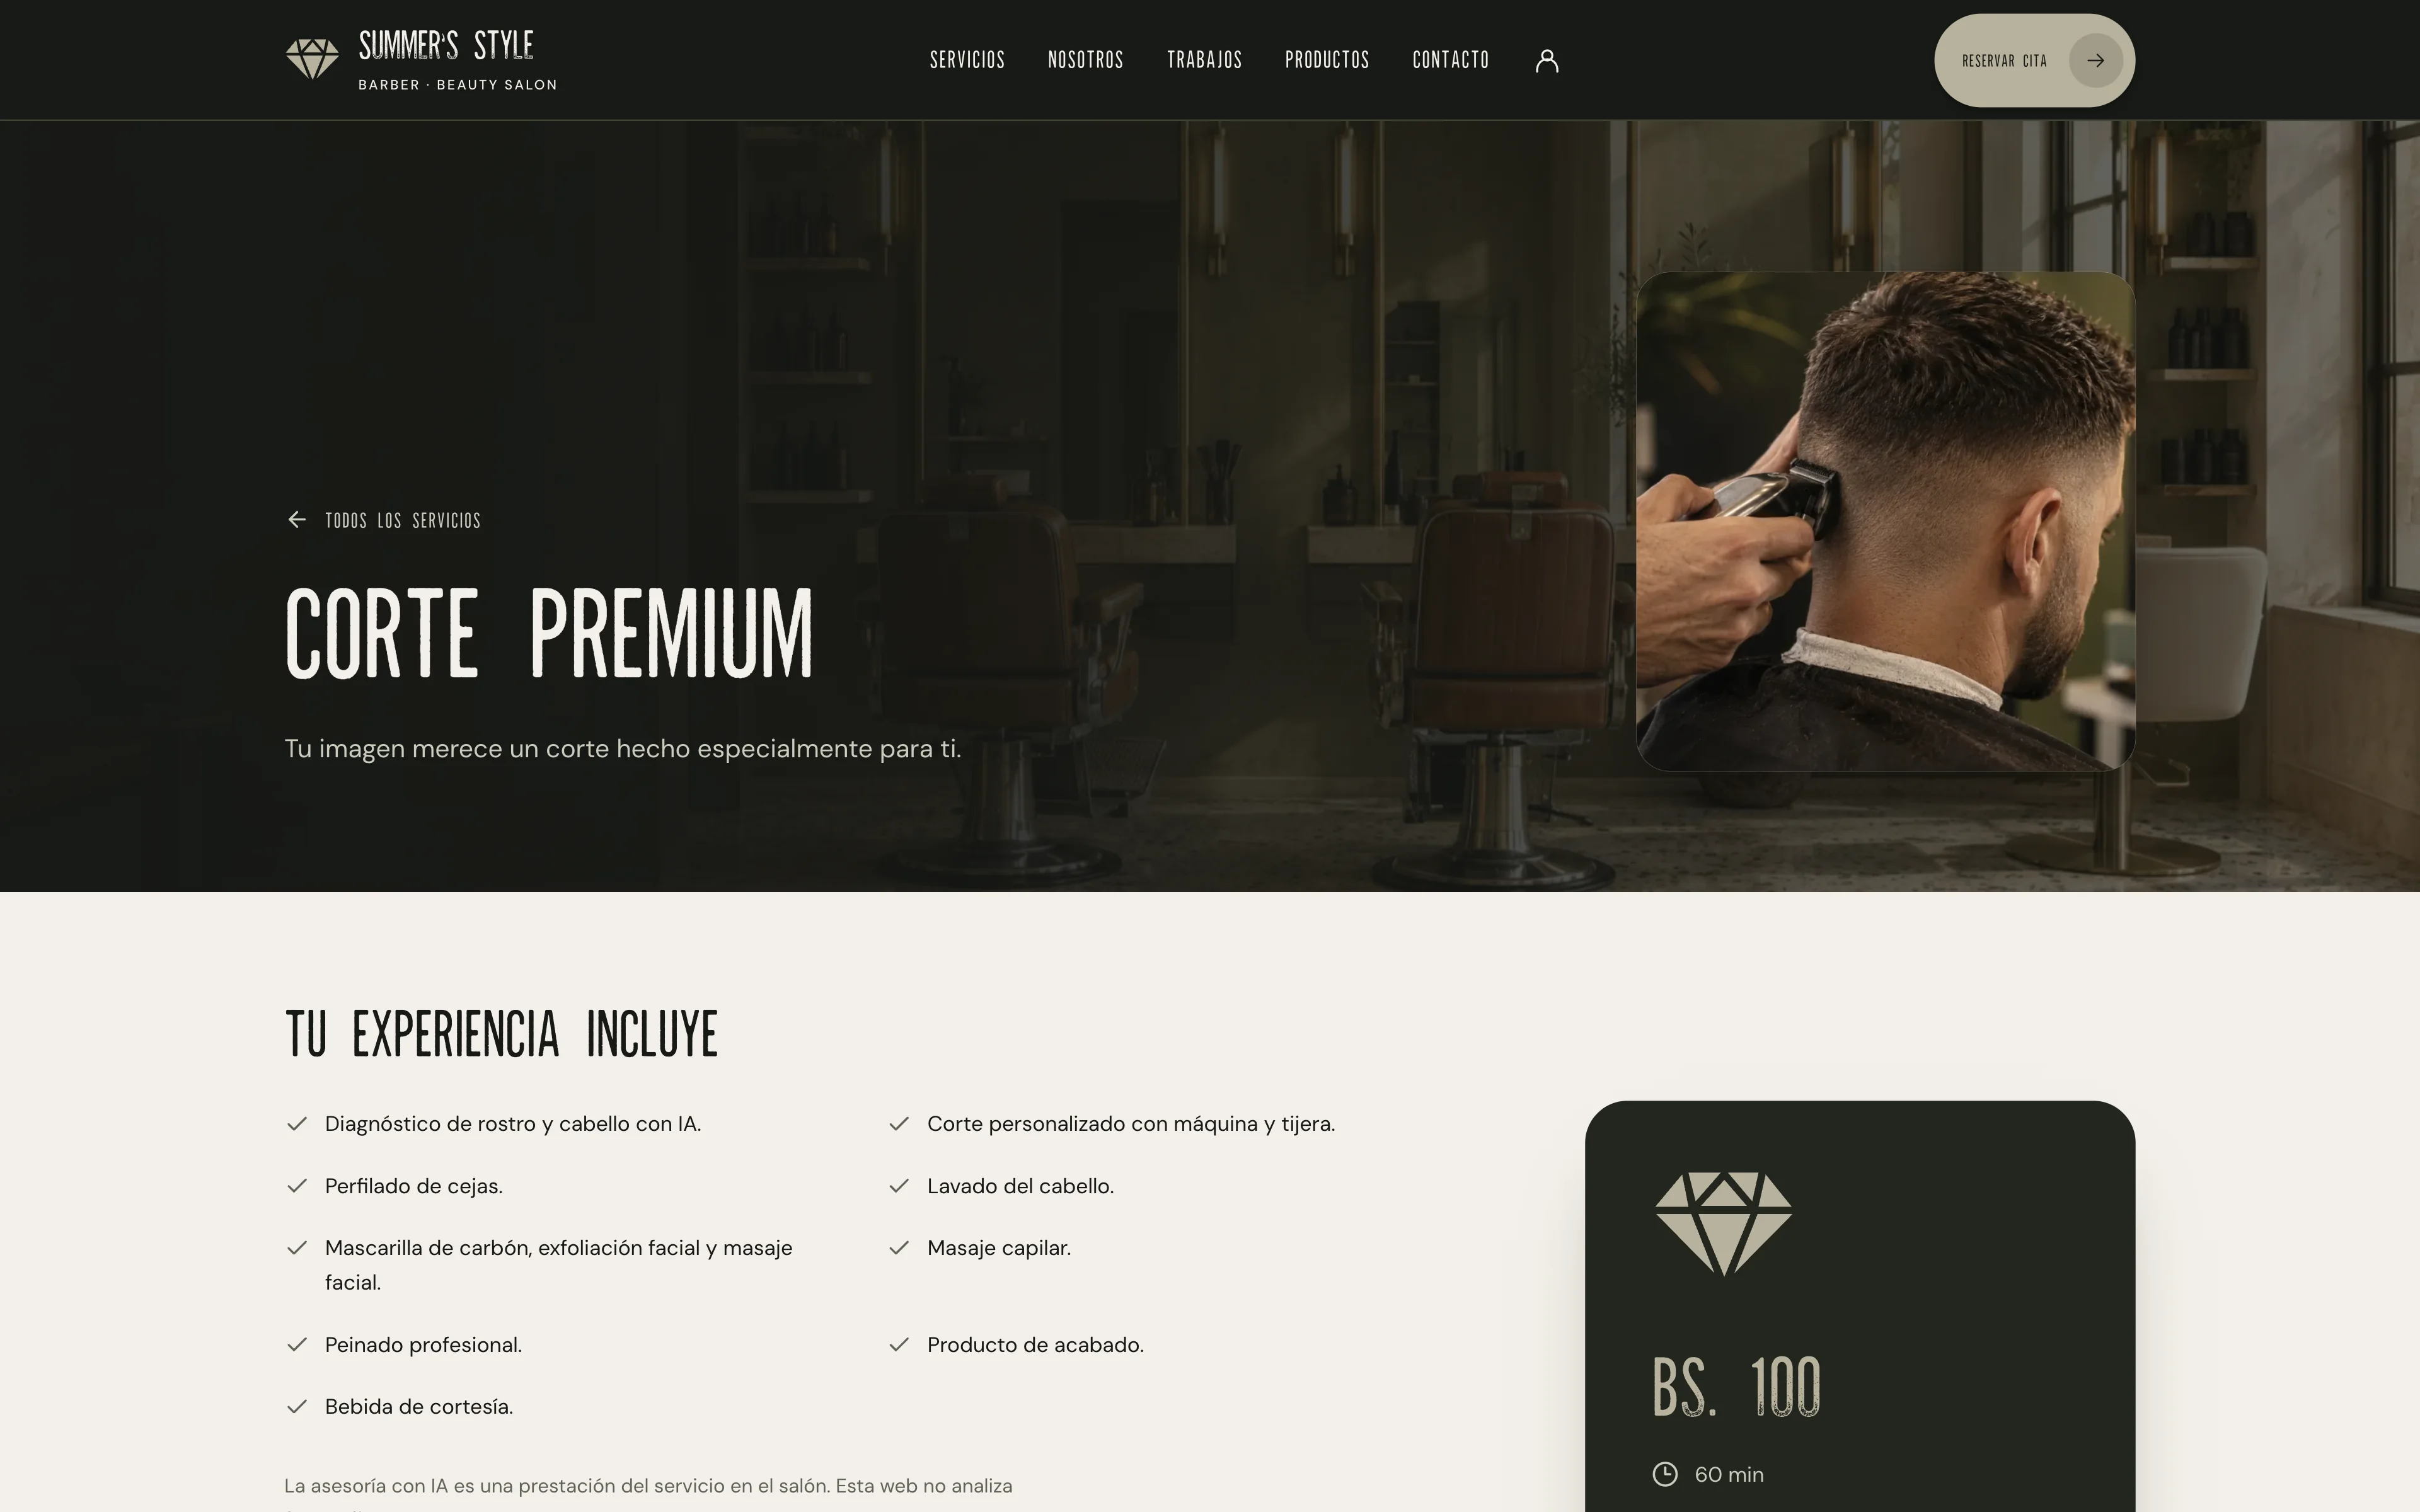 SUMMER'S STYLE
BARBER · BEAUTY SALON
SERVICIOS NOSOTROS TRABAJOS PRODUCTOS CONTACTO
RESERVAR CITA
TODOS LOS SERVICIOS
CORTE PREMIUM
Tu imagen merece un corte hecho especialmente para ti.
TU EXPERIENCIA INCLUYE
Diagnóstico de rostro y cabello con IA.
Corte personalizado con máquina y tijera.
Perfilado de cejas.
Lavado del cabello.
Mascarilla de carbón, exfoliación facial y masaje
facial.
Masaje capilar.
Peinado profesional.
Producto de acabado.
Bebida de cortesía.
BS. 100
60 min
La asesoría con IA es una prestación del servicio en el salón. Esta web no analiza